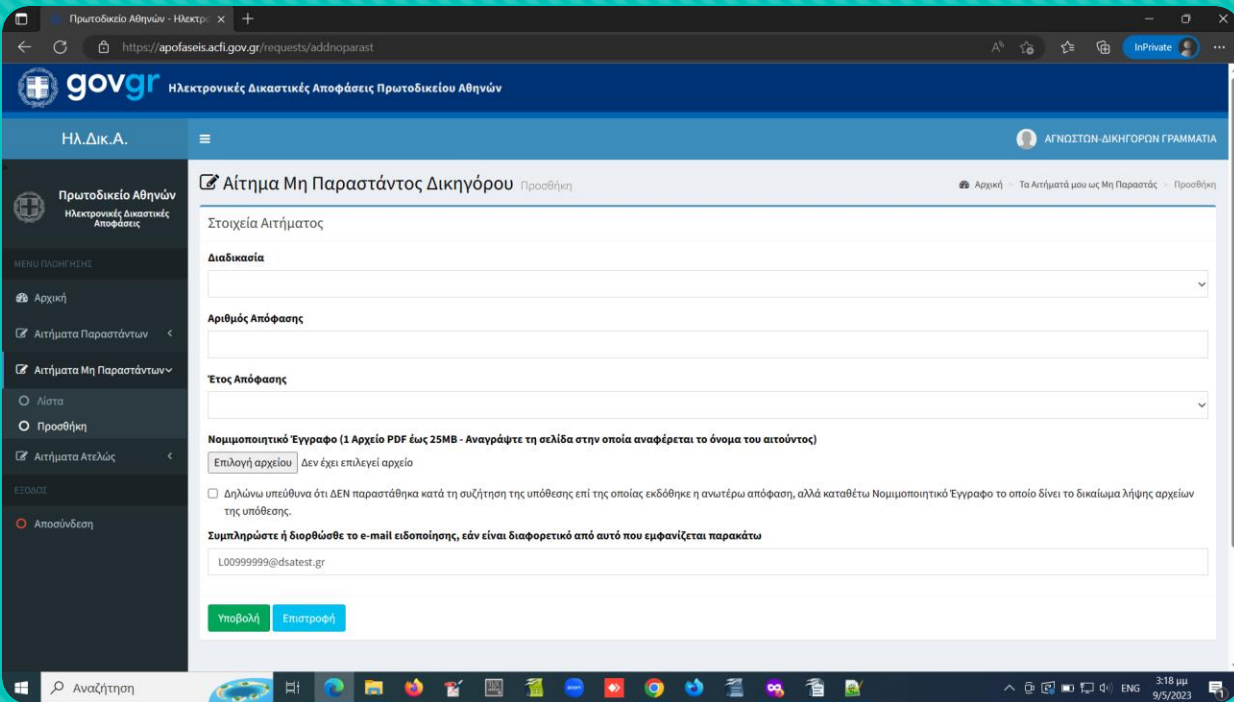 Πρωτοδικείο Αθηνών - Ηλεκτρο
https://apofaseis.acfi.gov.gr/requests/addnoparast
InPrivate
govgr Ηλεκτρονικές Δικαστικές Αποφάσεις Πρωτοδικείου Αθηνών
Ηλ.Δικ.Α.
ΑΓΝΩΣΤΩΝ-ΔΙΚΗΓΟΡΩΝ ΓΡΑΜΜΑΤΙΑ
Πρωτοδικείο Αθηνών
Ηλεκτρονικές Δικαστικές
Αποφάσεις
MENU ΠΛΟΗΓΗΣΗΣ
Αρχική
Αιτήματα Παραστάντων
Αιτήματα Μη Παραστάντων
Λίστα
Προσθήκη
Αιτήματα Ατελώς
ΕΞΟΔΟΣ
Αποσύνδεση
Αίτημα Μη Παραστάντος Δικηγόρου Προσθήκη
Αρχική > Τα Αιτήματά μου ως Μη Παραστάς > Προσθήκη
Στοιχεία Αιτήματος
Διαδικασία
Αριθμός Απόφασης
Έτος Απόφασης
Νομιμοποιητικό Έγγραφο (1 Αρχείο PDF έως 25MB - Αναγράψτε τη σελίδα στην οποία αναφέρεται το όνομα του αιτούντος)
Επιλογή αρχείου Δεν έχει επιλεγεί αρχείο
Δηλώνω υπεύθυνα ότι ΔΕΝ παραστάθηκα κατά τη συζήτηση της υπόθεσης επί της οποίας εκδόθηκε η ανωτέρω απόφαση, αλλά καταθέτω Νομιμοποιητικό Έγγραφο το οποίο δίνει το δικαίωμα λήψης αρχείων
της υπόθεσης.
Συμπληρώστε ή διορθώσθε το e-mail ειδοποίησης, εάν είναι διαφορετικό από αυτό που εμφανίζεται παρακάτω
L00999999@dsatest.gr
Υποβολή Επιστροφή
Αναζήτηση
ENG
3:18 μμ
9/5/2023